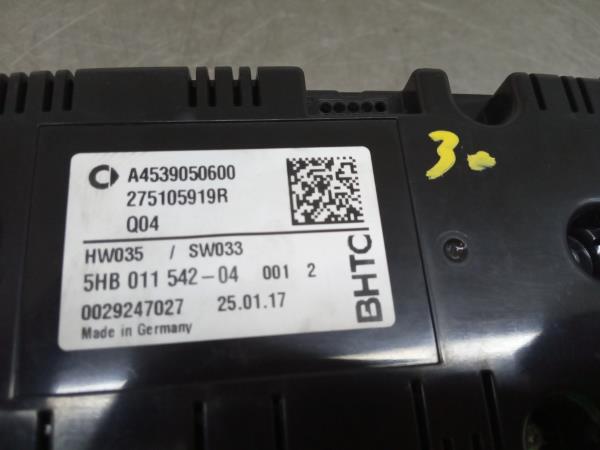 A4539050600
275105919R
Q04
HW035 / SW033
5HB 011 542-04 001 2
0029247027 25.01.17
Made in Germany
BHTC
3.